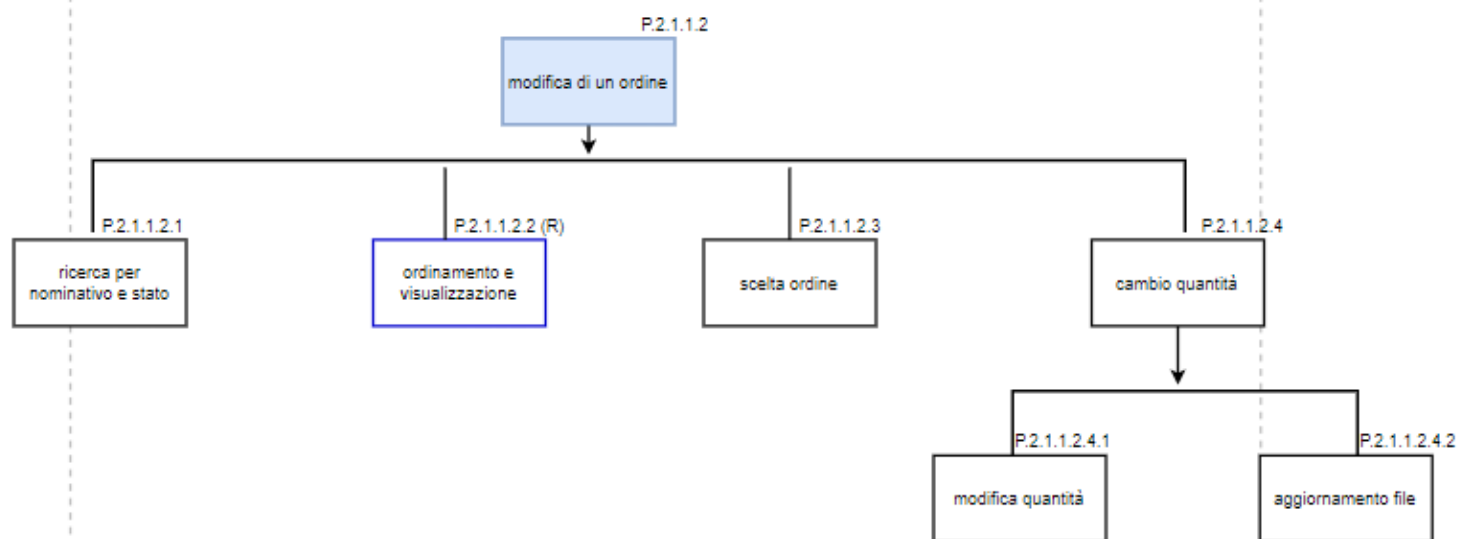 P.2.1.1.2
modifica di un ordine
P.2.1.1.2.1
P.2.1.1.2.2 (R)
P.2.1.1.2.3
P.2.1.1.2.4
ricerca per
nominativo e stato
ordinamento e
visualizzazione
scelta ordine
cambio quantità
P.2.1.1.2.4.1
P.2.1.1.2.4.2
modifica quantità
aggiornamento file